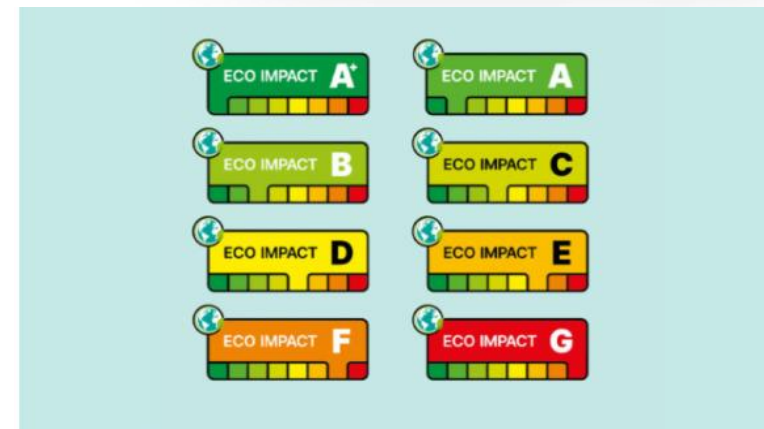 ECO IMPACT A+
ECO IMPACT A
ECO IMPACT B
ECO IMPACT C
ECO IMPACT D
ECO IMPACT E
ECO IMPACT F
ECO IMPACT G